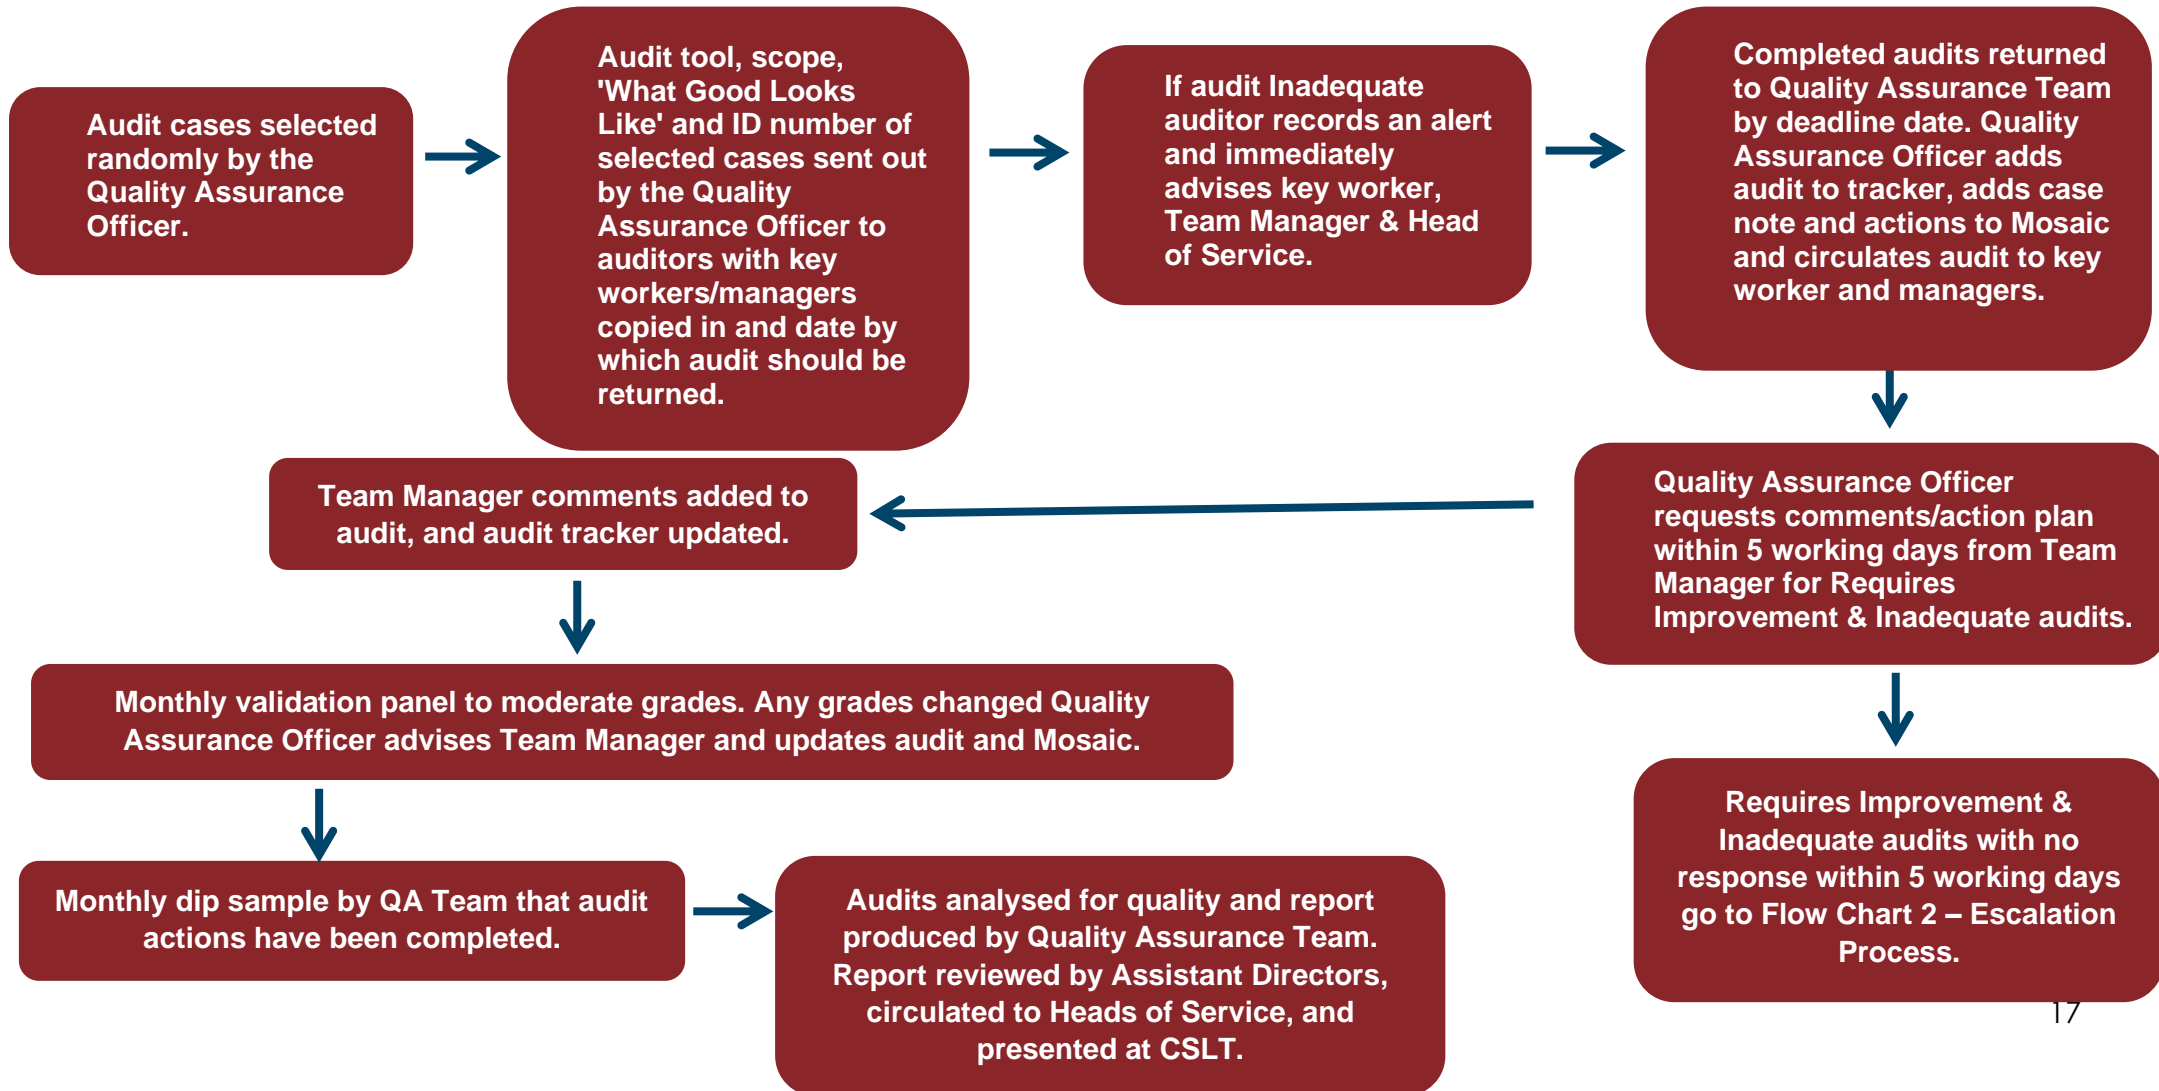 Audit cases selected
randomly by the
Quality Assurance
Officer.
Audit tool, scope,
'What Good Looks
Like' and ID number of
selected cases sent out
by the Quality
Assurance Officer to
auditors with key
workers/managers
copied in and date by
which audit should be
returned.
If audit Inadequate
auditor records an alert
and immediately
advises key worker,
Team Manager & Head
of Service.
Completed audits returned
to Quality Assurance Team
by deadline date. Quality
Assurance Officer adds
audit to tracker, adds case
note and actions to Mosaic
and circulates audit to key
worker and managers.
Quality Assurance Officer
requests comments/action plan
within 5 working days from Team
Manager for Requires
Improvement & Inadequate audits.
Team Manager comments added to
audit, and audit tracker updated.
Monthly validation panel to moderate grades. Any grades changed Quality
Assurance Officer advises Team Manager and updates audit and Mosaic.
Requires Improvement &
Inadequate audits with no
response within 5 working days
go to Flow Chart 2 – Escalation
Process.
Monthly dip sample by QA Team that audit
actions have been completed.
Audits analysed for quality and report
produced by Quality Assurance Team.
Report reviewed by Assistant Directors,
circulated to Heads of Service, and
presented at CSLT.
17